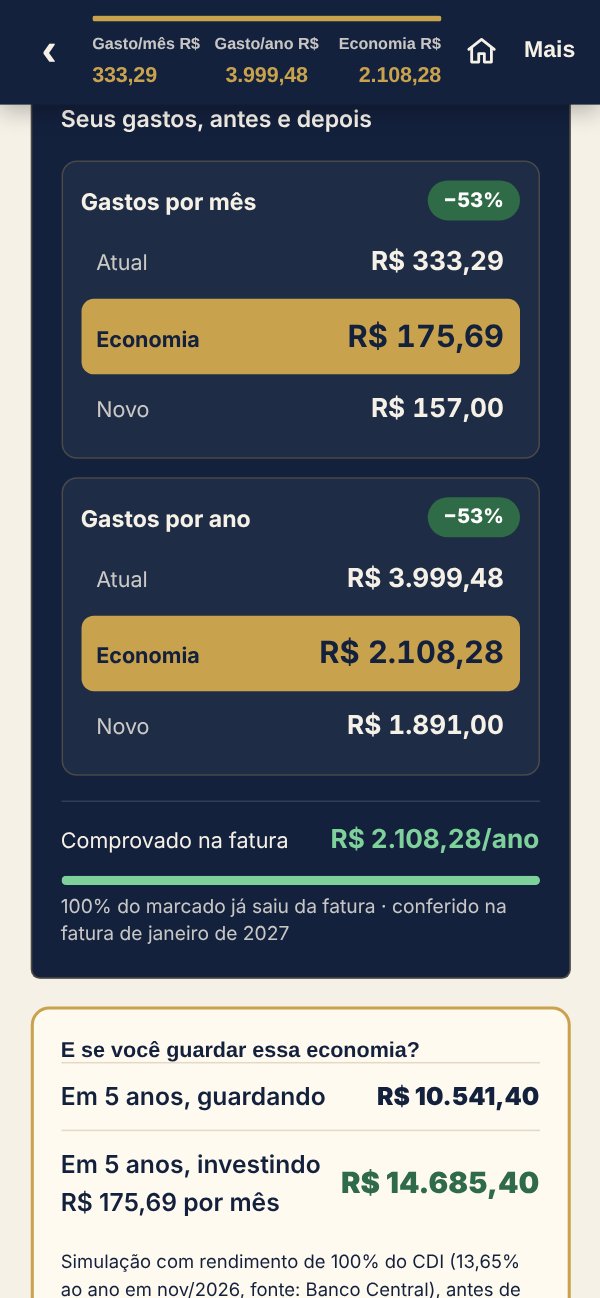 Gasto/mês R$ Gasto/ano R$ Economia R$
333,29 3.999,48 2.108,28
Mais
Seus gastos, antes e depois
Gastos por mês −53%
Atual R$ 333,29
Economia R$ 175,69
Novo R$ 157,00
Gastos por ano −53%
Atual R$ 3.999,48
Economia R$ 2.108,28
Novo R$ 1.891,00
Comprovado na fatura R$ 2.108,28/ano
100% do marcado já saiu da fatura · conferido na
fatura de janeiro de 2027
E se você guardar essa economia?
Em 5 anos, guardando R$ 10.541,40
Em 5 anos, investindo
R$ 175,69 por mês R$ 14.685,40
Simulação com rendimento de 100% do CDI (13,65%
ao ano em nov/2026, fonte: Banco Central), antes de